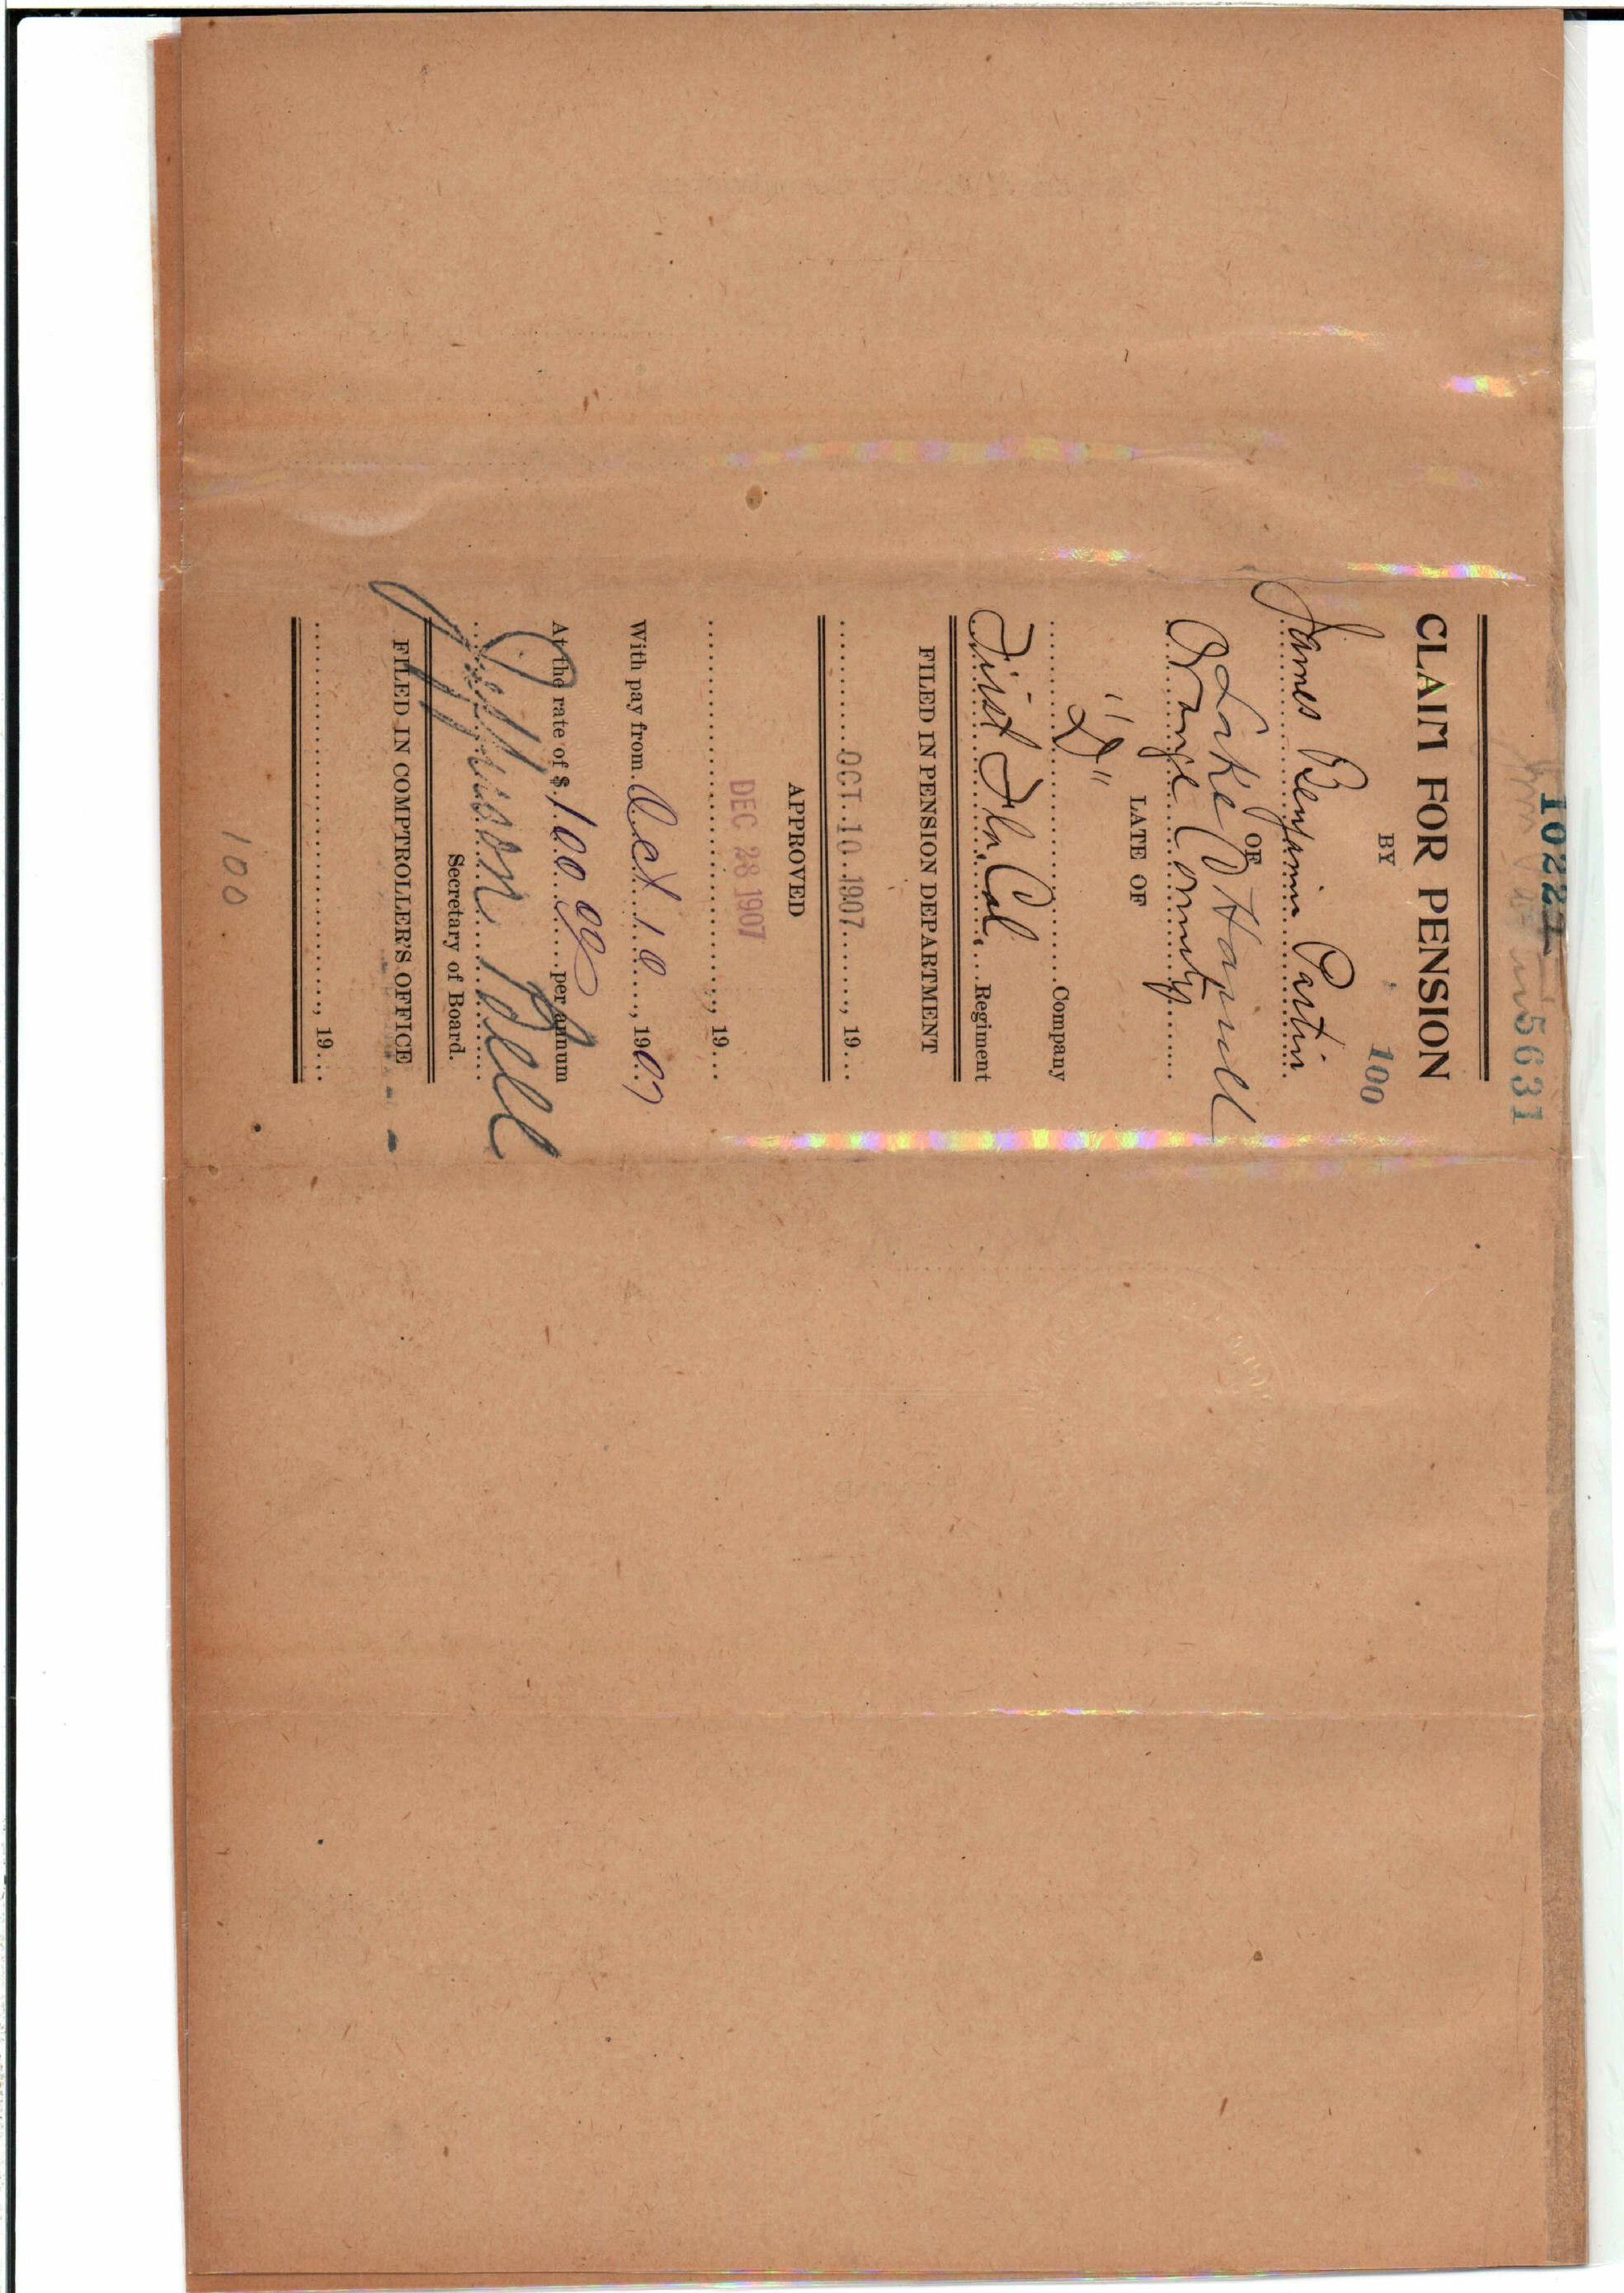 5631
CLAIM FOR PENSION
BY
100
James Benjamin Partin
OF
Lake
Orange County
LATE OF
"D"
Company
First Fla. Cal. Regiment
FILED IN PENSION DEPARTMENT
OCT 10 1907, 19
APPROVED
DEC 28 1907
, 19
With pay from Oct 10, 1907
At the rate of $ 100 00 per annum
Jefferson Bell
Secretary of Board.
FILED IN COMPTROLLER'S OFFICE
, 19
100